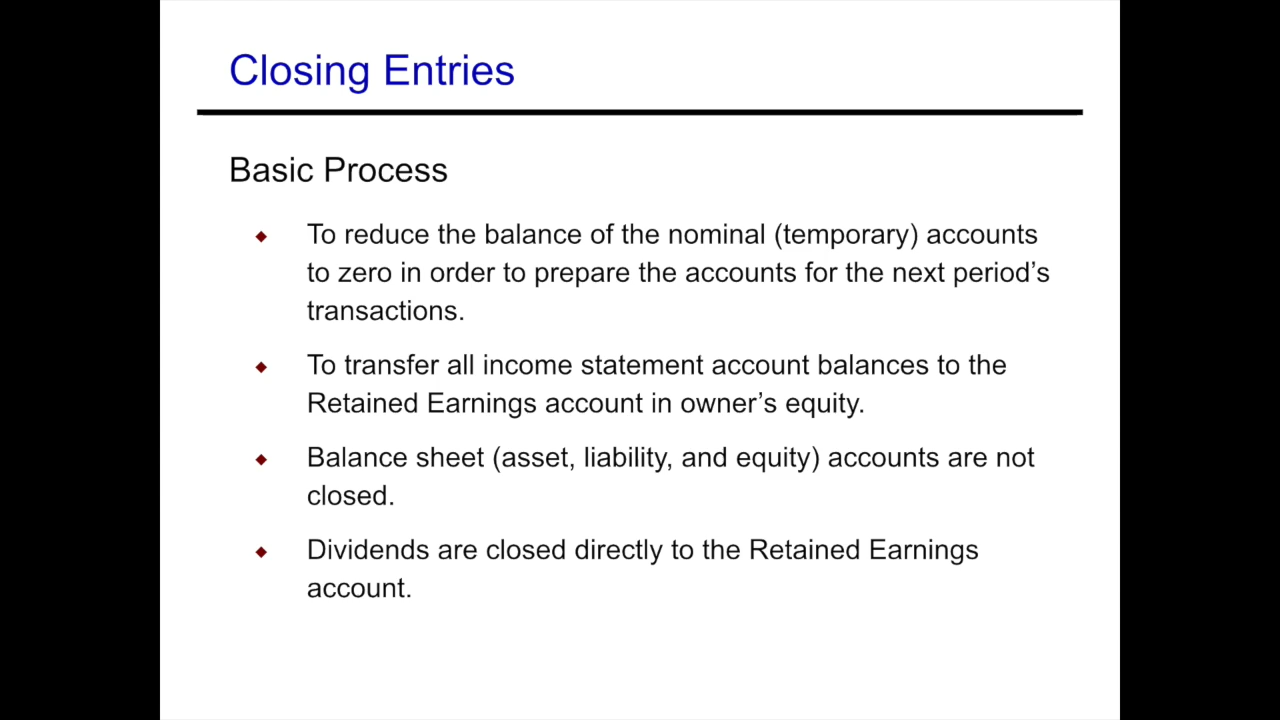 Closing Entries
Basic Process
To reduce the balance of the nominal (temporary) accounts
to zero in order to prepare the accounts for the next period’s
transactions.
To transfer all income statement account balances to the
Retained Earnings account in owner’s equity.
Balance sheet (asset, liability, and equity) accounts are not
closed.
Dividends are closed directly to the Retained Earnings
account.